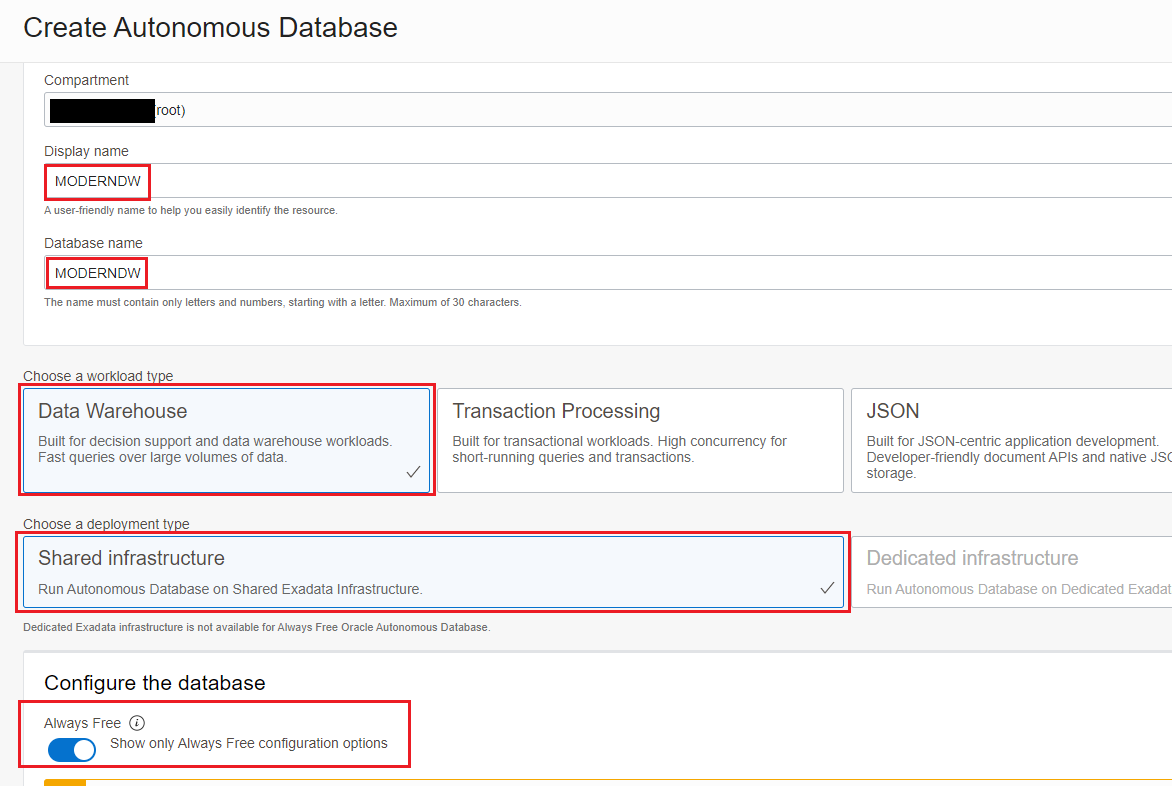 Create Autonomous Database
Compartment
(root)
Display name
MODERNDW
A user-friendly name to help you easily identify the resource.
Database name
MODERNDW
The name must contain only letters and numbers, starting with a letter. Maximum of 30 characters.
Choose a workload type
Data Warehouse
Built for decision support and data warehouse workloads.
Fast queries over large volumes of data.
Transaction Processing
Built for transactional workloads. High concurrency for
short-running queries and transactions.
JSON
Built for JSON-centric application development.
Developer-friendly document APIs and native
storage.
Choose a deployment type
Shared infrastructure
Run Autonomous Database on Shared Exadata Infrastructure.
Dedicated infrastructure
Run Autonomous Database on Dedicated
Dedicated Exadata infrastructure is not available for Always Free Oracle Autonomous Database.
Configure the database
Always Free
Show only Always Free configuration options